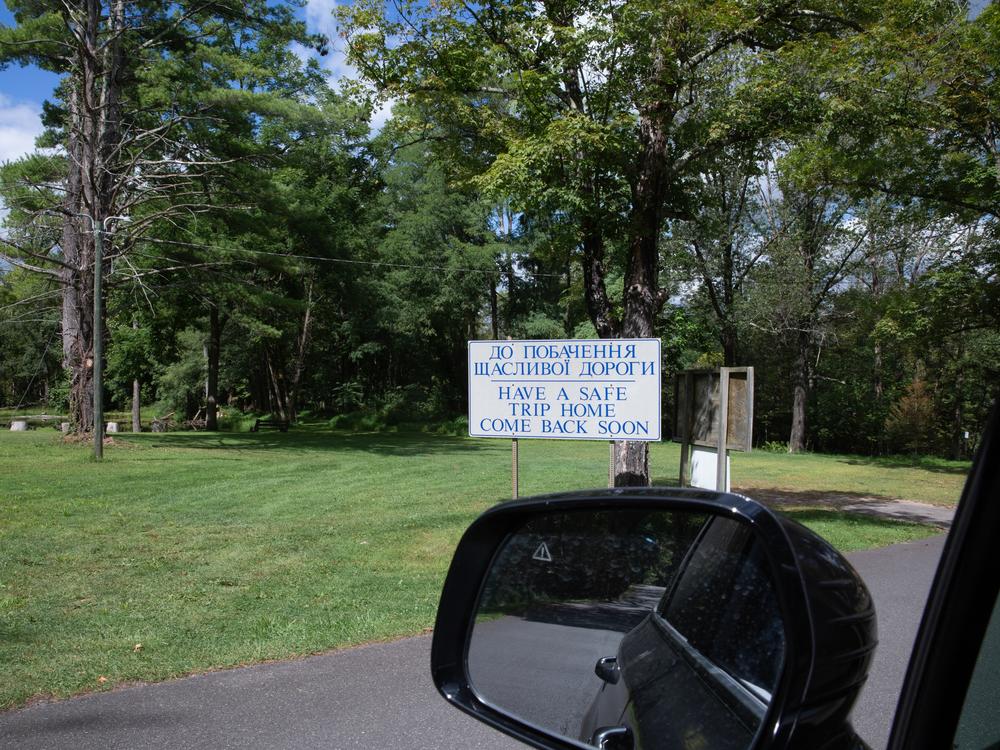 ДО ПОБАЧЕННЯ
ЩАСЛИВОЇ ДОРОГИ
HAVE A SAFE
TRIP HOME
COME BACK SOON